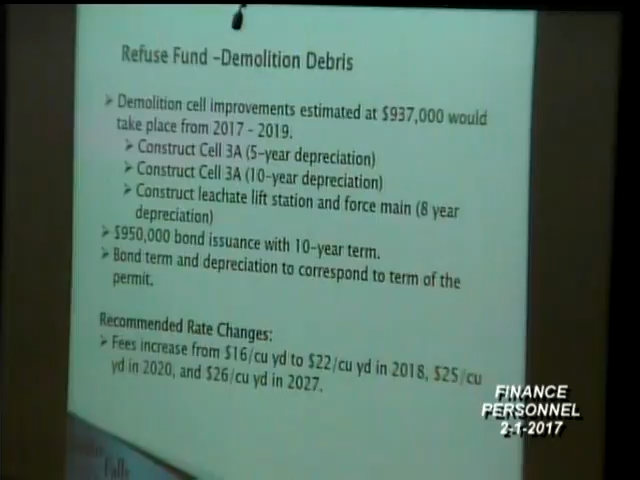 Refuse Fund –Demolition Debris
➢ Demolition cell improvements estimated at $937,000 would
take place from 2017 - 2019.
➢ Construct Cell 3A (5-year depreciation)
➢ Construct Cell 3A (10-year depreciation)
➢ Construct leachate lift station and force main (8 year
depreciation)
➢ $950,000 bond issuance with 10-year term.
➢ Bond term and depreciation to correspond to term of the
permit.
Recommended Rate Changes:
➢ Fees increase from $16/cu yd to $22/cu yd in 2018, $25/cu
yd in 2020, and $26/cu yd in 2027.
Falls
FINANCE
PERSONNEL
2-1-2017